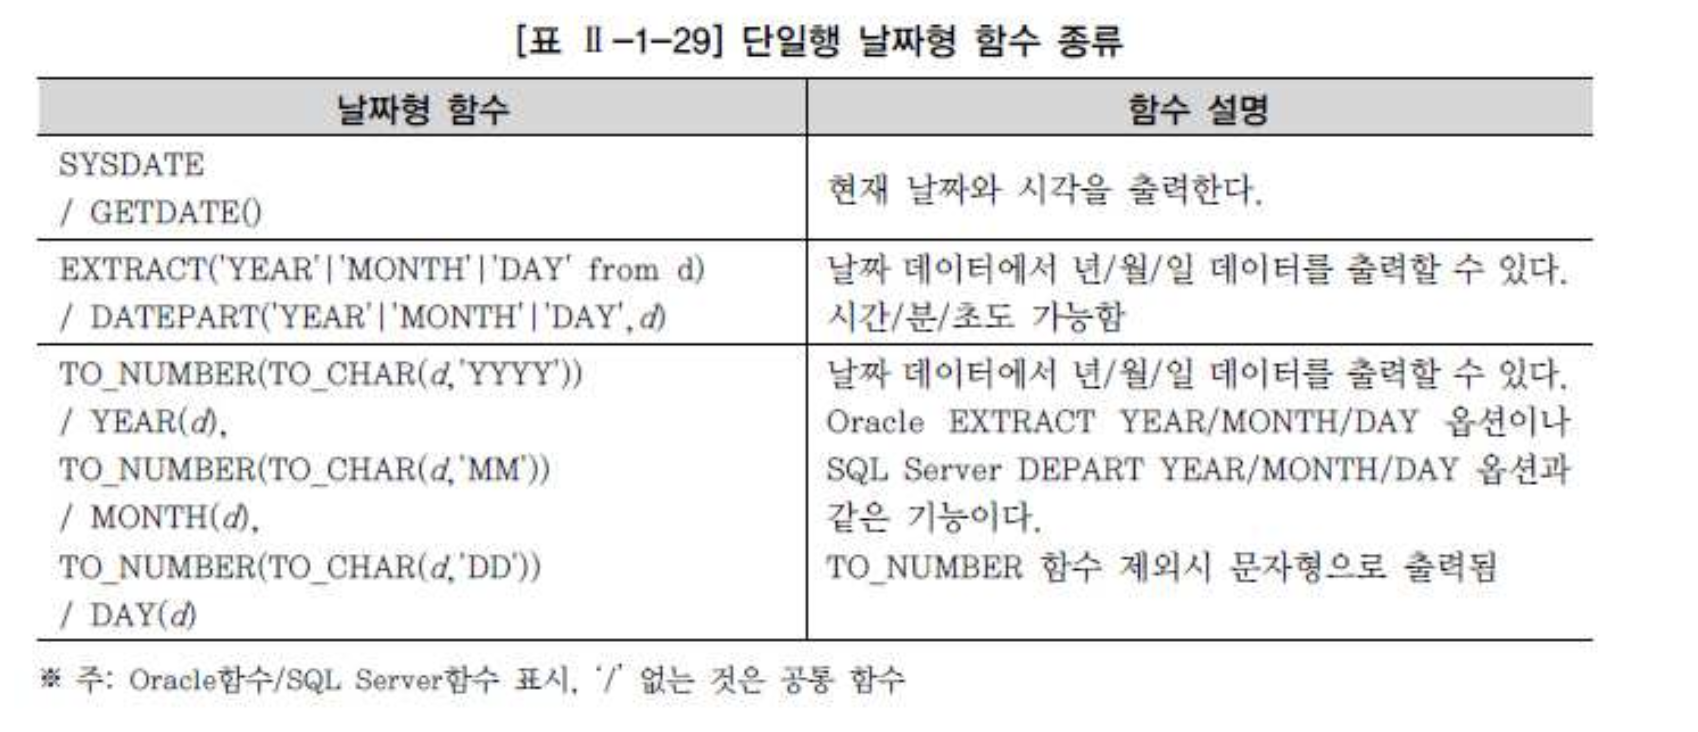 [표 Ⅱ-1-29] 단일행 날짜형 함수 종류
날짜형 함수
함수 설명
SYSDATE
/ GETDATE()
현재 날짜와 시각을 출력한다.
EXTRACT('YEAR'|'MONTH'|'DAY' from d)
/ DATEPART('YEAR'|'MONTH'|'DAY',d)
날짜 데이터에서 년/월/일 데이터를 출력할 수 있다.
시간/분/초도 가능함
TO_NUMBER(TO_CHAR(d,'YYYY'))
/ YEAR(d),
TO_NUMBER(TO_CHAR(d,'MM'))
/ MONTH(d),
TO_NUMBER(TO_CHAR(d,'DD'))
/ DAY(d)
날짜 데이터에서 년/월/일 데이터를 출력할 수 있다.
Oracle EXTRACT YEAR/MONTH/DAY 옵션이나
SQL Server DEPART YEAR/MONTH/DAY 옵션과
같은 기능이다.
TO_NUMBER 함수 제외시 문자형으로 출력됨
※ 주: Oracle함수/SQL Server함수 표시, '/' 없는 것은 공통 함수